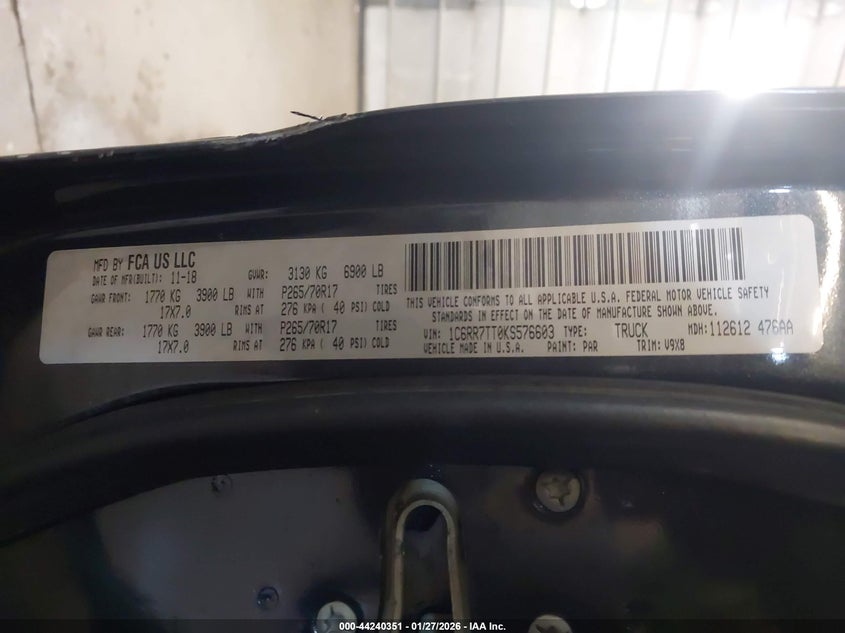 MFD BY FCA US LLC
DATE OF MFR(BUILT): 11-18 GVWR: 3130 KG 6900 LB
GAWR FRONT: 1770 KG 3900 LB WITH P265/70R17 TIRES
17X7.0 RIMS AT 276 KPA ( 40 PSI) COLD
GAWR REAR: 1770 KG 3900 LB WITH P265/70R17 TIRES
17X7.0 RIMS AT 276 KPA ( 40 PSI) COLD
THIS VEHICLE CONFORMS TO ALL APPLICABLE U.S.A. FEDERAL MOTOR VEHICLE SAFETY
STANDARDS IN EFFECT ON THE DATE OF MANUFACTURE SHOWN ABOVE.
VIN: 1C6RR7TT0KS576603 TYPE: TRUCK MDH: 112612 476AA
VEHICLE MADE IN U.S.A. PAINT: PAR TRIM: V9X8
000-44240351 - 01/27/2026 - IAA Inc.